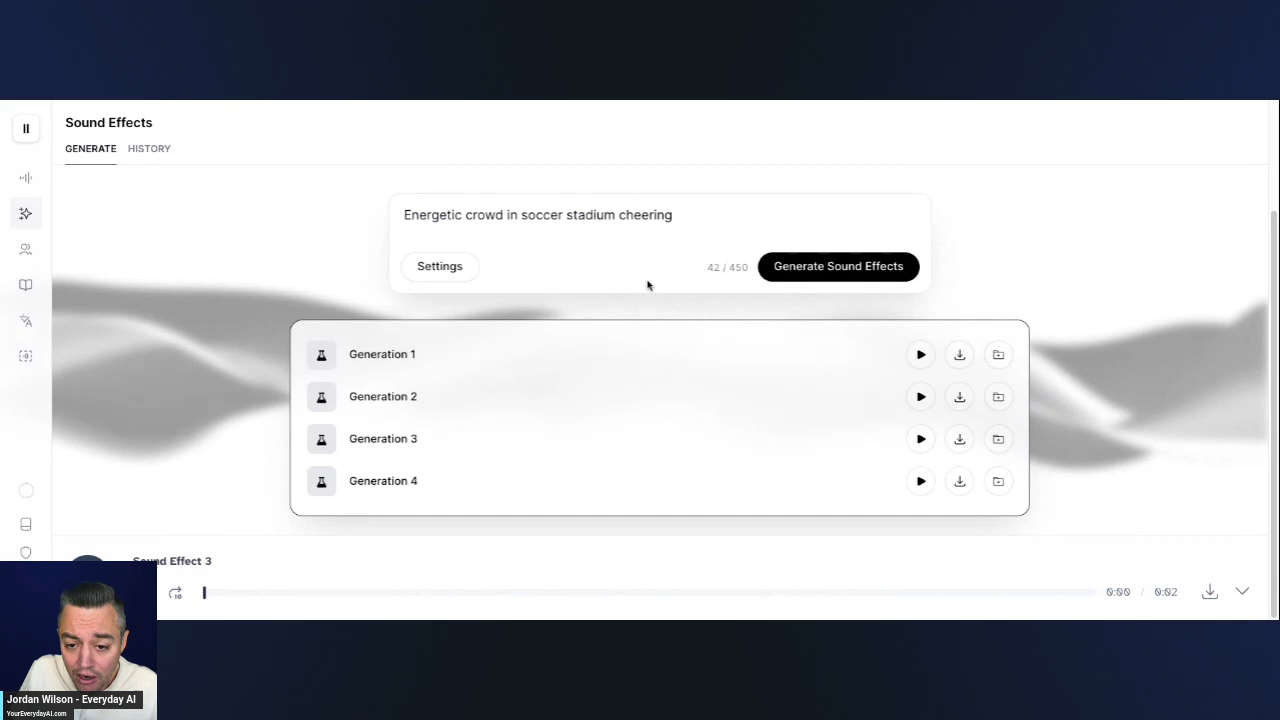 Sound Effects
GENERATE HISTORY
Energetic crowd in soccer stadium cheering
Settings
42 / 450
Generate Sound Effects
Generation 1
Generation 2
Generation 3
Generation 4
Sound Effect 3
10
0:00 / 0:02
Jordan Wilson - Everyday AI
YourEverydayAI.com